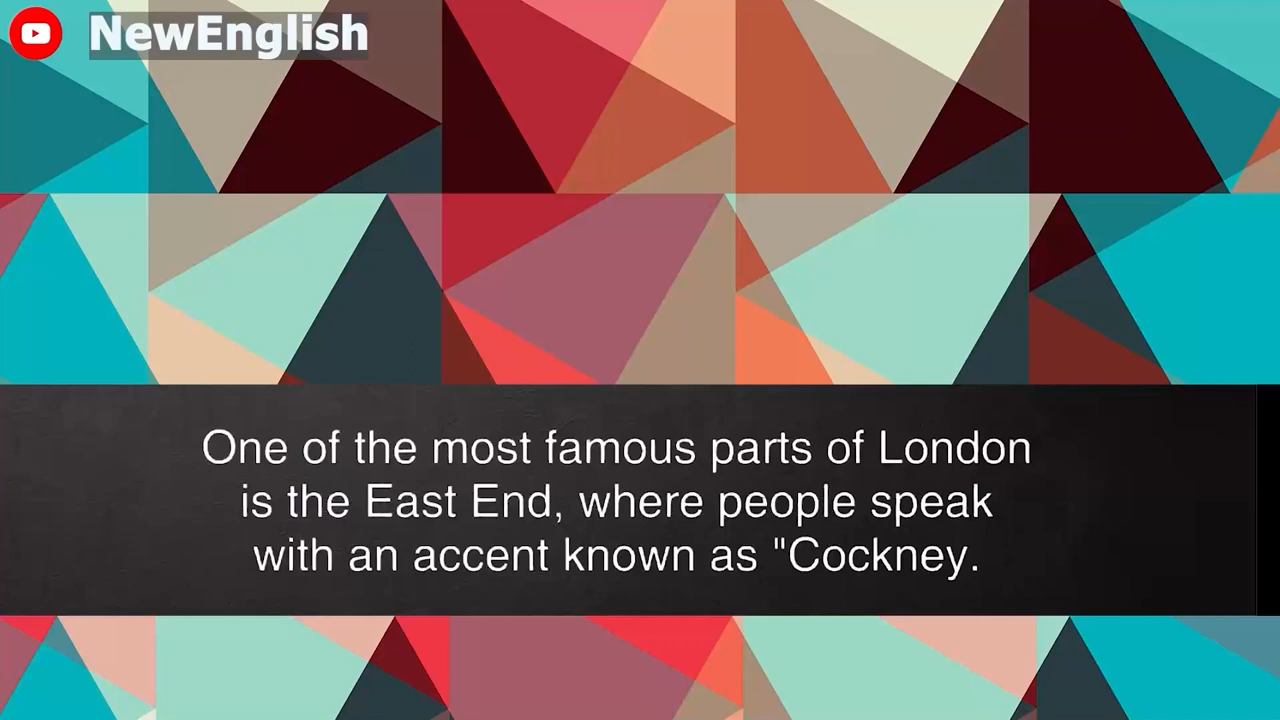 NewEnglish
One of the most famous parts of London
is the East End, where people speak
with an accent known as "Cockney.